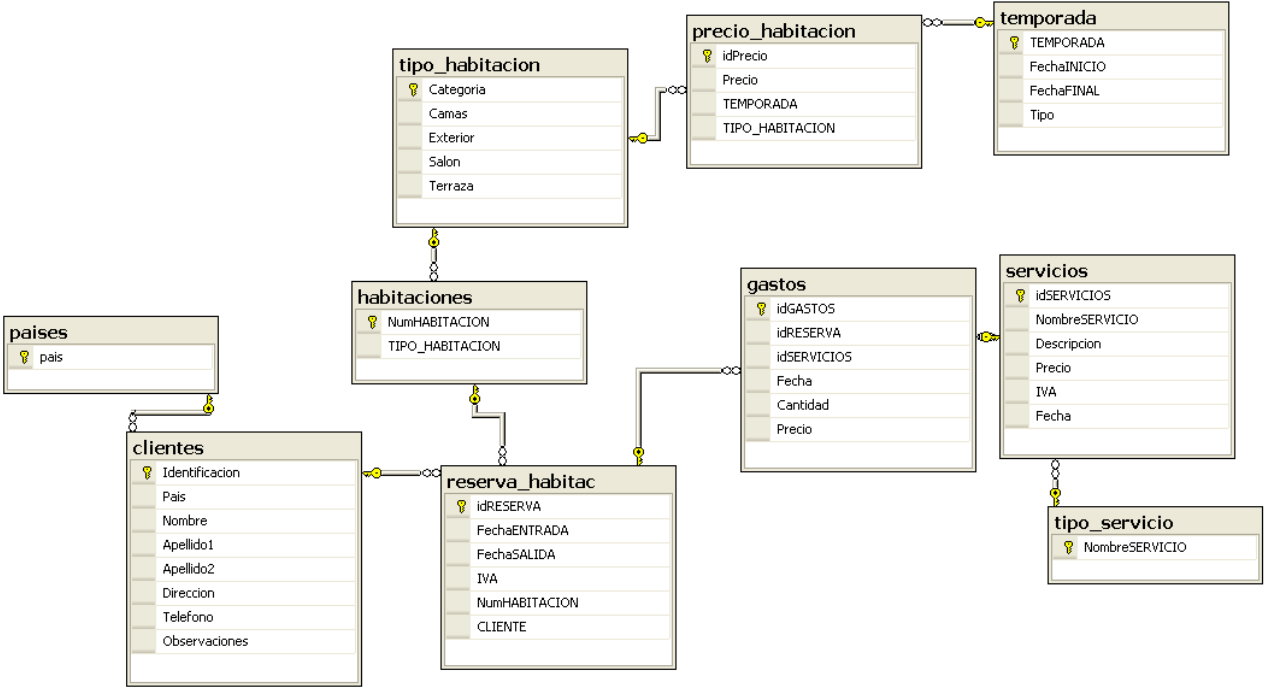 precio_habitacion
idPrecio
Precio
TEMPORADA
TIPO_HABITACION
temporada
TEMPORADA
FechaINICIO
FechaFINAL
Tipo
tipo_habitacion
Categoria
Camas
Exterior
Salon
Terraza
habitaciones
NumHABITACION
TIPO_HABITACION
gastos
idGASTOS
idRESERVA
idSERVICIOS
Fecha
Cantidad
Precio
servicios
idSERVICIOS
NombreSERVICIO
Descripcion
Precio
IVA
Fecha
paises
pais
clientes
Identificacion
Pais
Nombre
Apellido1
Apellido2
Direccion
Telefono
Observaciones
reserva_habitac
idRESERVA
FechaENTRADA
FechaSALIDA
IVA
NumHABITACION
CLIENTE
tipo_servicio
NombreSERVICIO